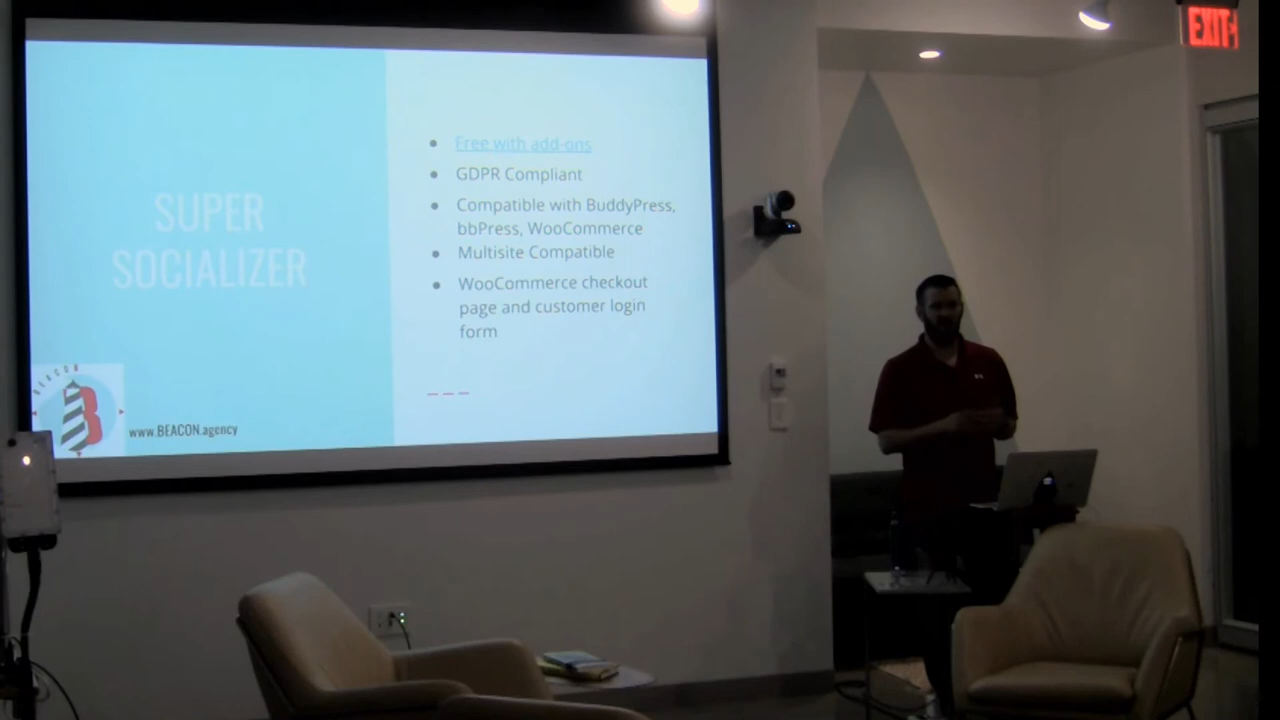 EXIT
Free with add-ons
GDPR Compliant
Compatible with BuddyPress,
bbPress, WooCommerce
Multisite Compatible
WooCommerce checkout
page and customer login
form
SUPER
SOCIALIZER
BEACON
B
www.BEACON.agency